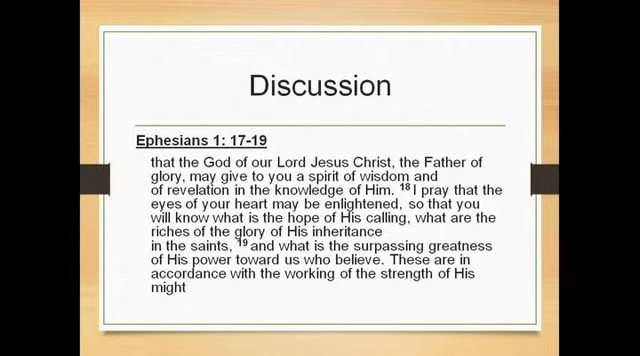 Discussion
Ephesians 1: 17-19
that the God of our Lord Jesus Christ, the Father of
glory, may give to you a spirit of wisdom and
of revelation in the knowledge of Him. 18 I pray that the
eyes of your heart may be enlightened, so that you
will know what is the hope of His calling, what are the
riches of the glory of His inheritance
in the saints, 19 and what is the surpassing greatness
of His power toward us who believe. These are in
accordance with the working of the strength of His
might